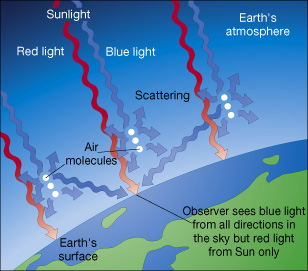 Sunlight
Earth's
atmosphere
Red light
Blue light
Scattering
Air
molecules
Observer sees blue light
from all directions in
the sky but red light
from Sun only
Earth's
surface